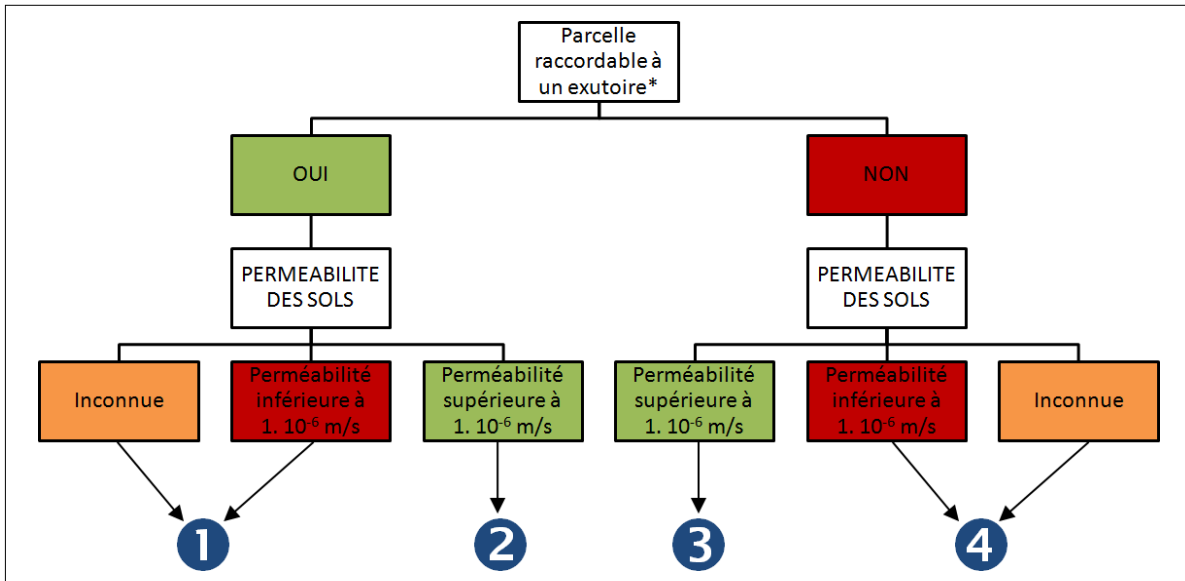 Parcelle
raccordable à
un exutoire*
OUI
NON
PERMEABILITE
DES SOLS
PERMEABILITE
DES SOLS
Inconnue
Perméabilité
inférieure à
1. 10⁻⁶ m/s
Perméabilité
supérieure à
1. 10⁻⁶ m/s
Perméabilité
supérieure à
1. 10⁻⁶ m/s
Perméabilité
inférieure à
1. 10⁻⁶ m/s
Inconnue
1
2
3
4